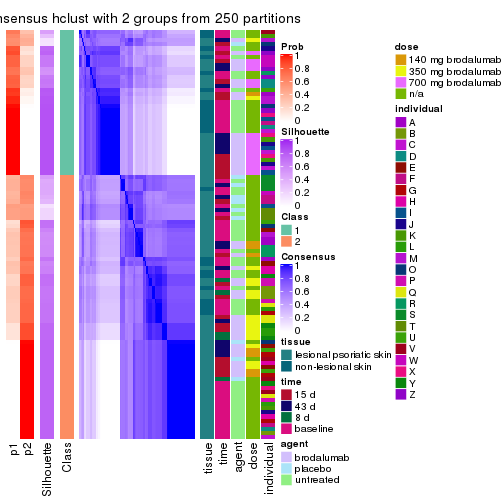 nsensus hclust with 2 groups from 250 partitions
Prob
1
0.8
0.6
0.4
0.2
0
Silhouette
1
0.8
0.6
0.4
0.2
0
Class
1
2
Consensus
1
0.8
0.6
0.4
0.2
0
tissue
lesional psoriatic skin
non-lesional skin
time
15 d
43 d
8 d
baseline
agent
brodalumab
placebo
untreated
dose
140 mg brodalumab
350 mg brodalumab
700 mg brodalumab
n/a
individual
A
B
C
D
E
F
G
H
I
J
K
L
M
O
P
Q
R
S
T
U
V
W
X
Y
Z
p1
p2
Silhouette
Class
tissue
time
agent
dose
individual